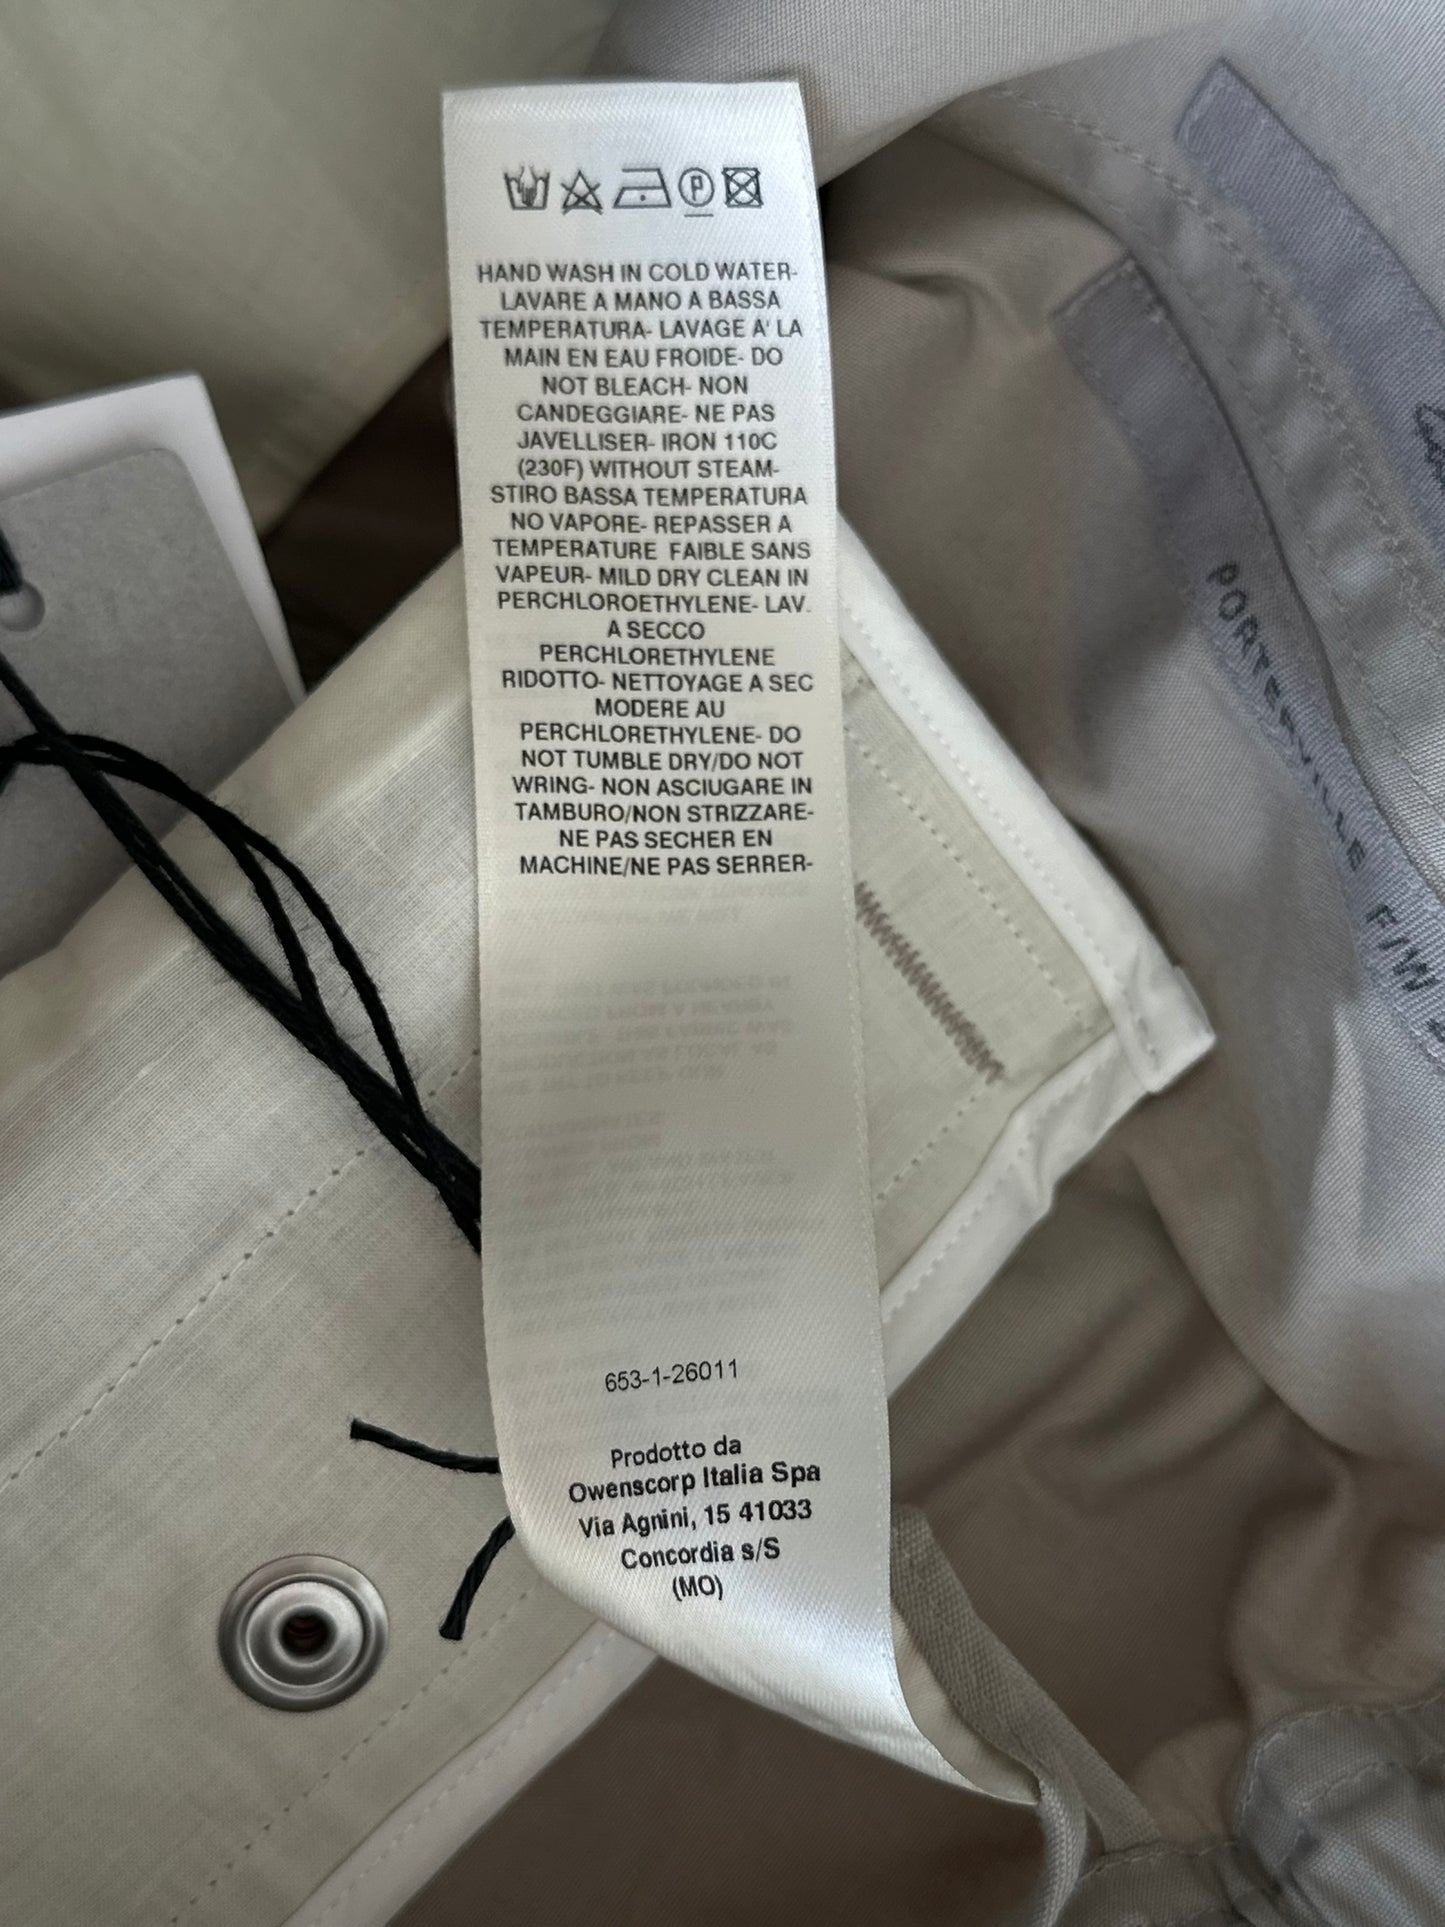 HAND WASH IN COLD WATER-
LAVARE A MANO A BASSA
TEMPERATURA- LAVAGE A' LA
MAIN EN EAU FROIDE- DO
NOT BLEACH- NON
CANDEGGIARE- NE PAS
JAVELLISER- IRON 110C
(230F) WITHOUT STEAM-
STIRO BASSA TEMPERATURA
NO VAPORE- REPASSER A
TEMPERATURE FAIBLE SANS
VAPEUR- MILD DRY CLEAN IN
PERCHLOROETHYLENE- LAV.
A SECCO
PERCHLORETHYLENE
RIDOTTO- NETTOYAGE A SEC
MODERE AU
PERCHLORETHYLENE- DO
NOT TUMBLE DRY/DO NOT
WRING- NON ASCIUGARE IN
TAMBURO/NON STRIZZARE-
NE PAS SECHER EN
MACHINE/NE PAS SERRER-
653-1-26011
Prodotto da
Owenscorp Italia Spa
Via Agnini, 15 41033
Concordia s/S
(MO)
PORTERVILLE F/W